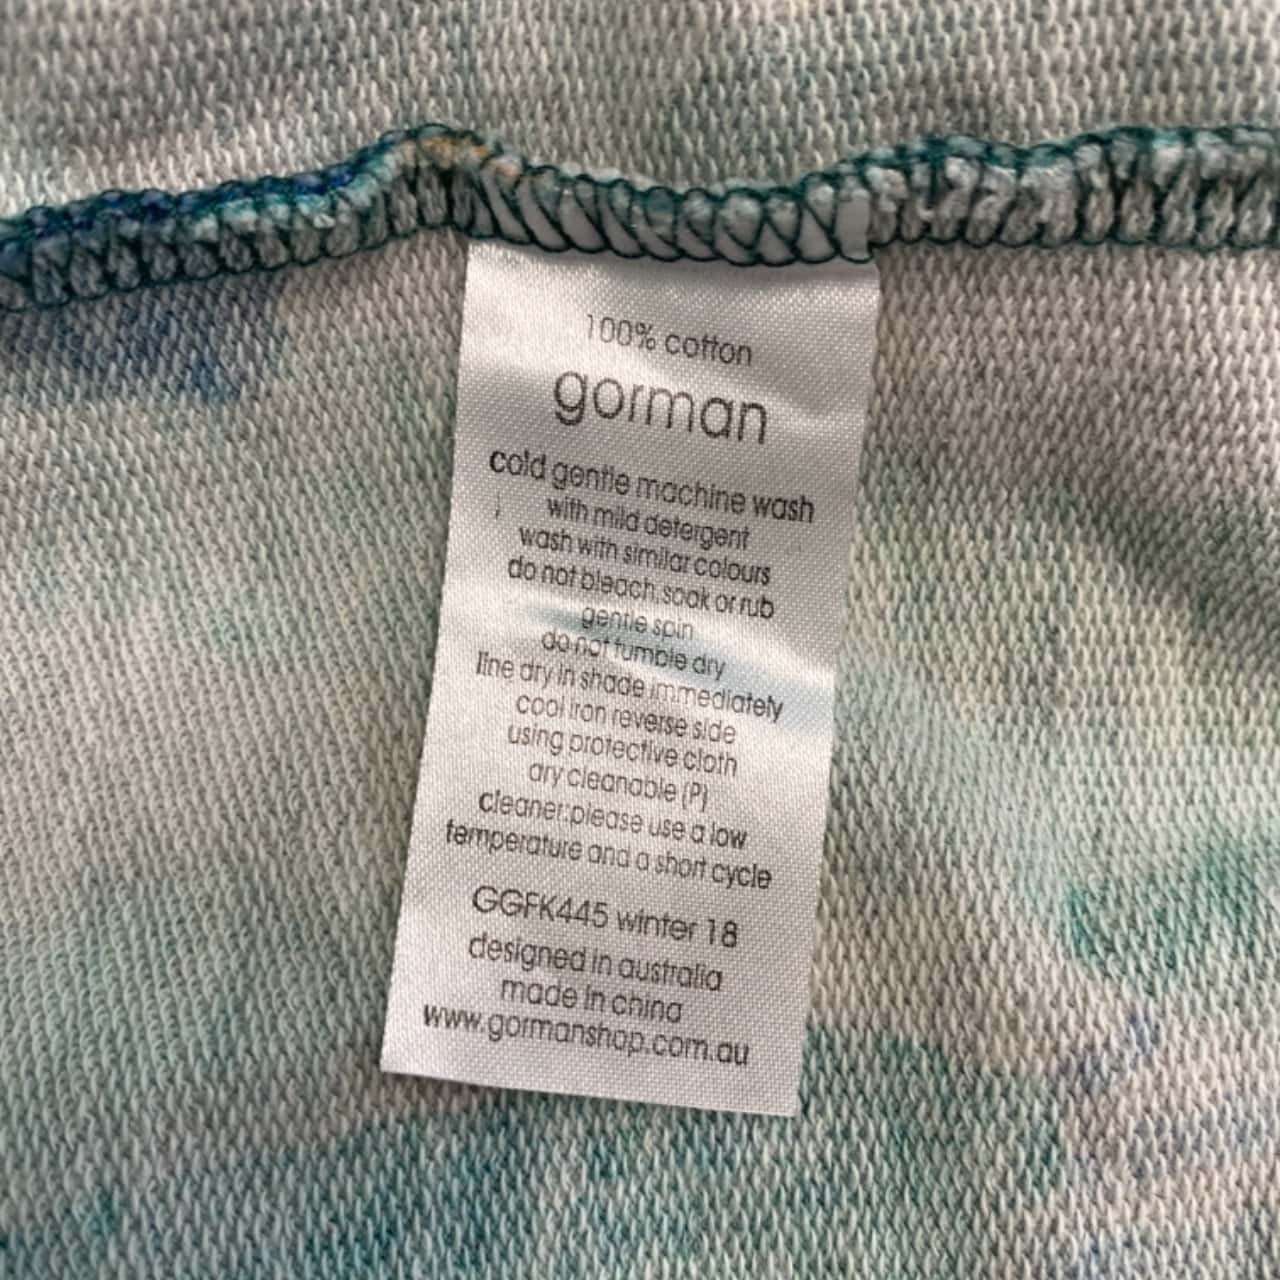 100% cotton
gorman
cold gentle machine wash
with mild detergent
wash with similar colours
do not bleach, soak or rub
gentle spin
do not tumble dry
line dry in shade immediately
cool iron reverse side
using protective cloth
dry cleanable (P)
cleaner:please use a low
temperature and a short cycle
GGFK445 winter 18
designed in australia
made in china
www.gormanshop.com.au